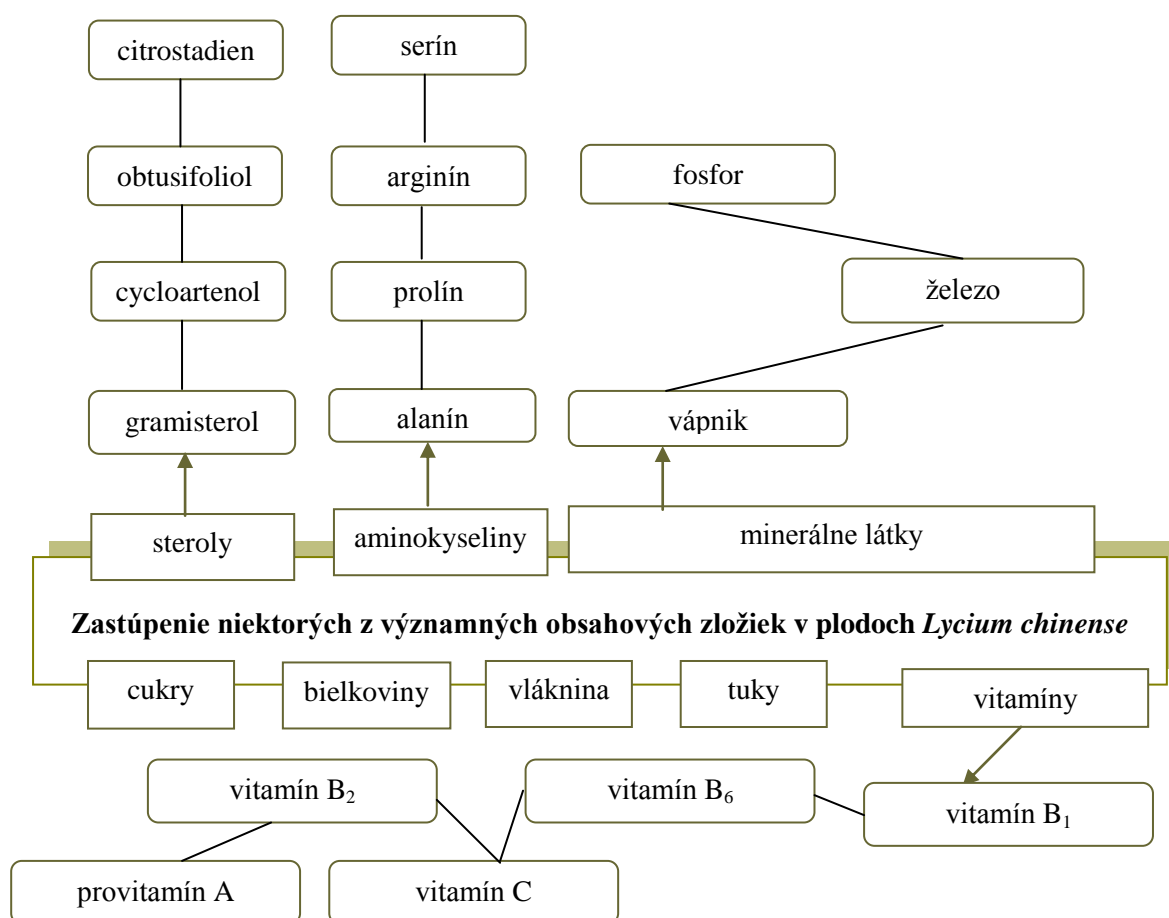 citrostadien
serín
obtusifoliol
arginín
fosfor
cycloartenol
prolín
železo
gramisterol
alanín
vápnik
steroly
aminokyseliny
minerálne látky
Zastúpenie niektorých z významných obsahových zložiek v plodoch Lycium chinense
cukry
bielkoviny
vláknina
tuky
vitamíny
vitamín B₂
vitamín B₆
vitamín B₁
provitamín A
vitamín C